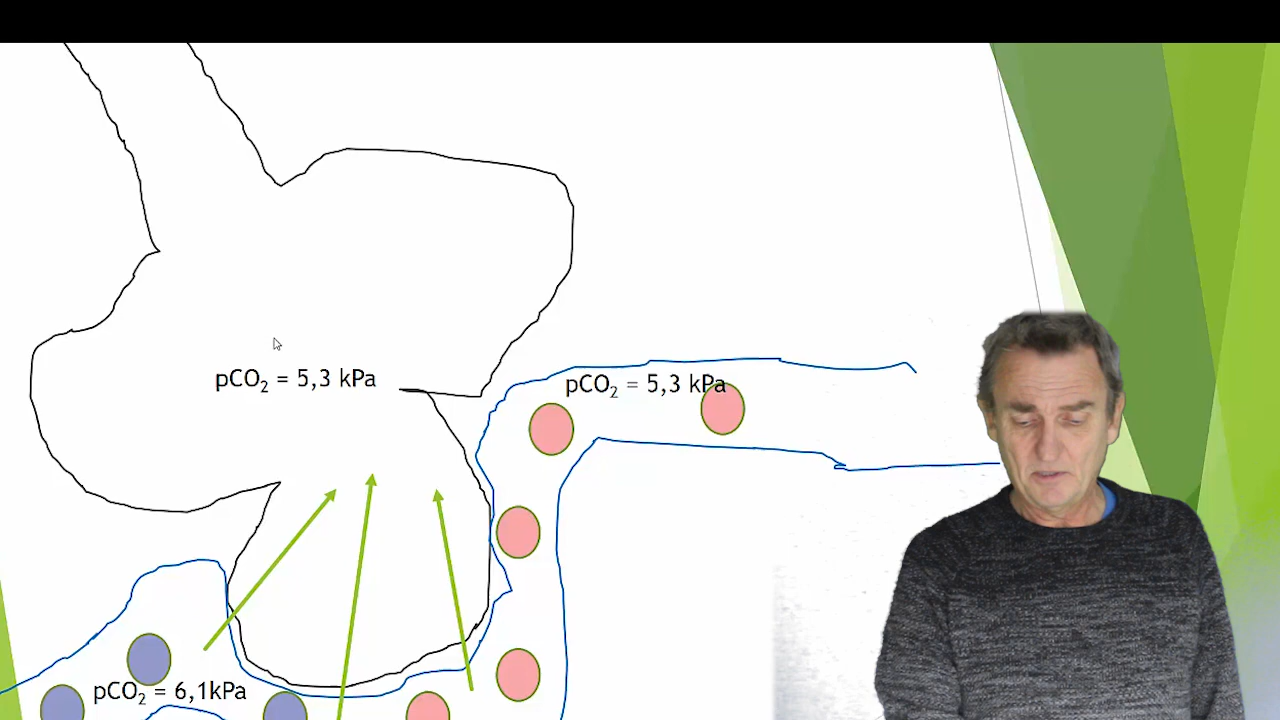 pCO₂ = 5,3 kPa
pCO₂ = 5,3 kPa
pCO₂ = 6,1kPa